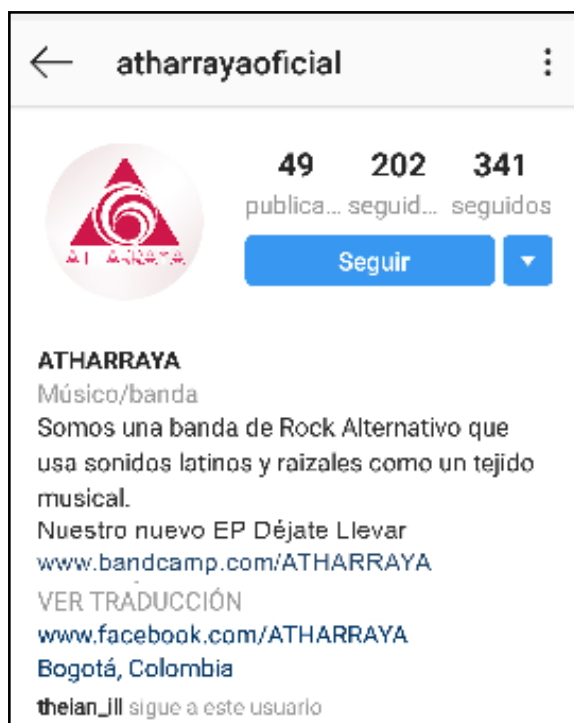 atharrayaoficial
49 202 341
publica... seguid... seguidos
Seguir
ATHARRAYA
ATHARRAYA
Músico/banda
Somos una banda de Rock Alternativo que
usa sonidos latinos y raizales como un tejido
musical.
Nuestro nuevo EP Déjate Llevar
www.bandcamp.com/ATHARRAYA
VER TRADUCCIÓN
www.facebook.com/ATHARRAYA
Bogotá, Colombia
theian_ill sigue a este usuario